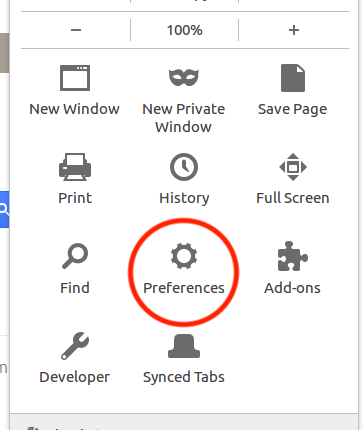 − 100% +
New Window New Private Window Save Page
Print History Full Screen
Find Preferences Add-ons
Developer Synced Tabs